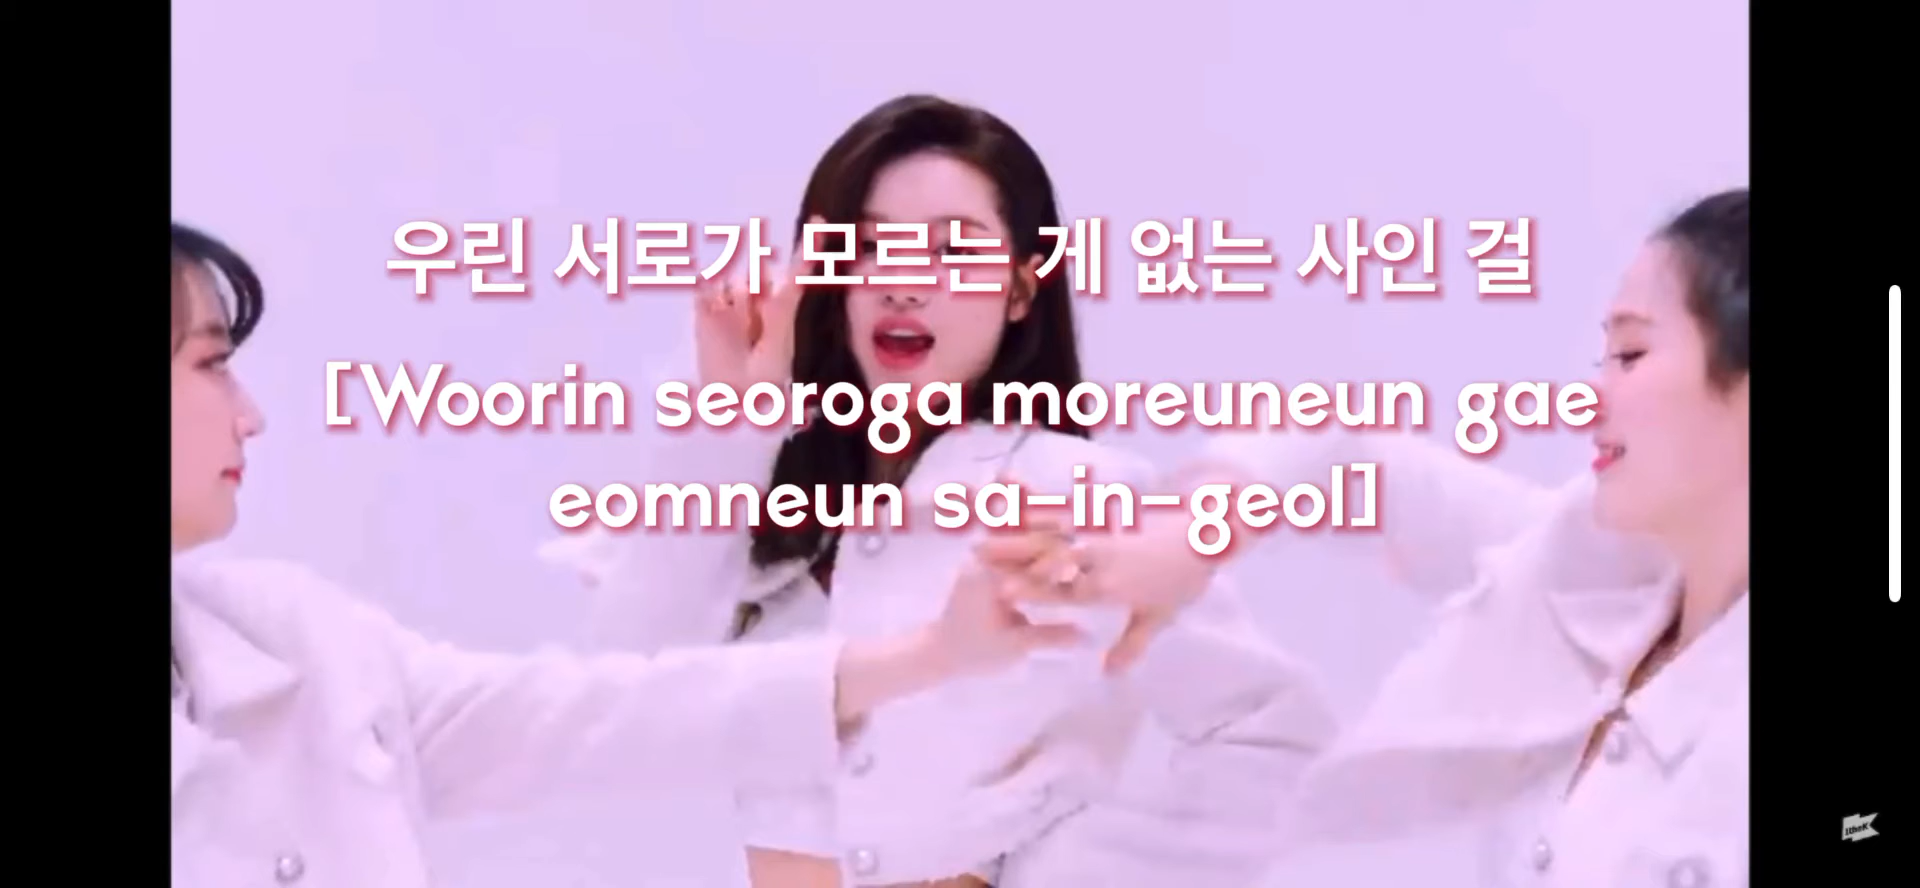 우린 서로가 모르는 게 없는 사인 걸
[Woorin seoroga moreuneun gae
eomneun sa-in-geol]
1theK